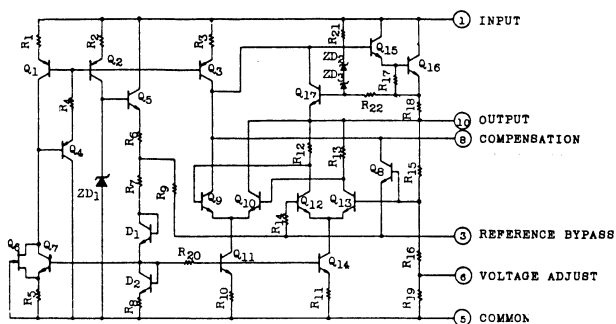 R1
R2
R3
R21
1 INPUT
ZD
ZD
Q15
Q16
Q1
Q2
Q3
R17
R4
Q5
Q17
R22
R18
10 OUTPUT
R6
8 COMPENSATION
Q4
R12
R13
Q8
R15
ZD1
R7
R9
Q9
Q10
Q12
Q13
R14
D1
3 REFERENCE BYPASS
Q6
Q7
R20
Q11
Q14
R16
6 VOLTAGE ADJUST
D2
R5
R8
R10
R11
R19
5 COMMON